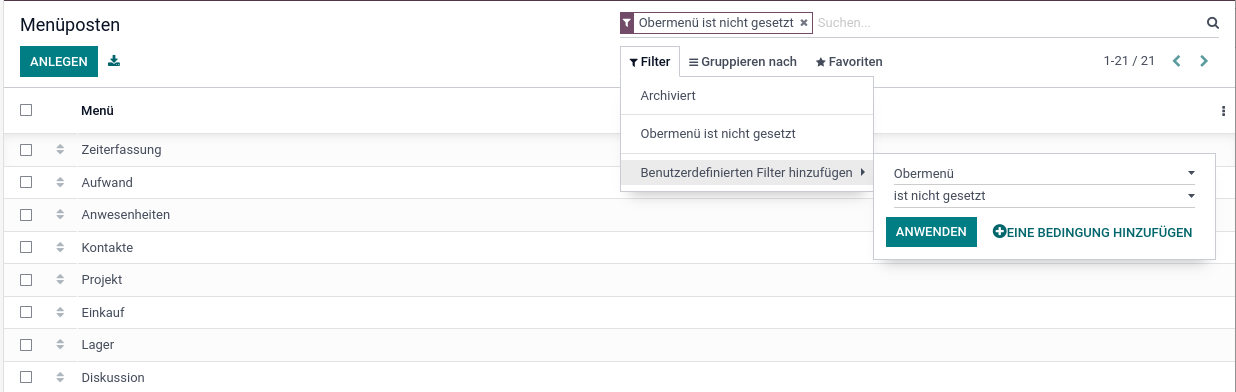 Menüposten
Obermenü ist nicht gesetzt × Suchen...
ANLEGEN
Filter Gruppieren nach Favoriten 1-21 / 21
Archiviert
Menü
Obermenü ist nicht gesetzt
Zeiterfassung
Benutzerdefinierten Filter hinzufügen
Obermenü
Aufwand
ist nicht gesetzt
Anwesenheiten
ANWENDEN EINE BEDINGUNG HINZUFÜGEN
Kontakte
Projekt
Einkauf
Lager
Diskussion